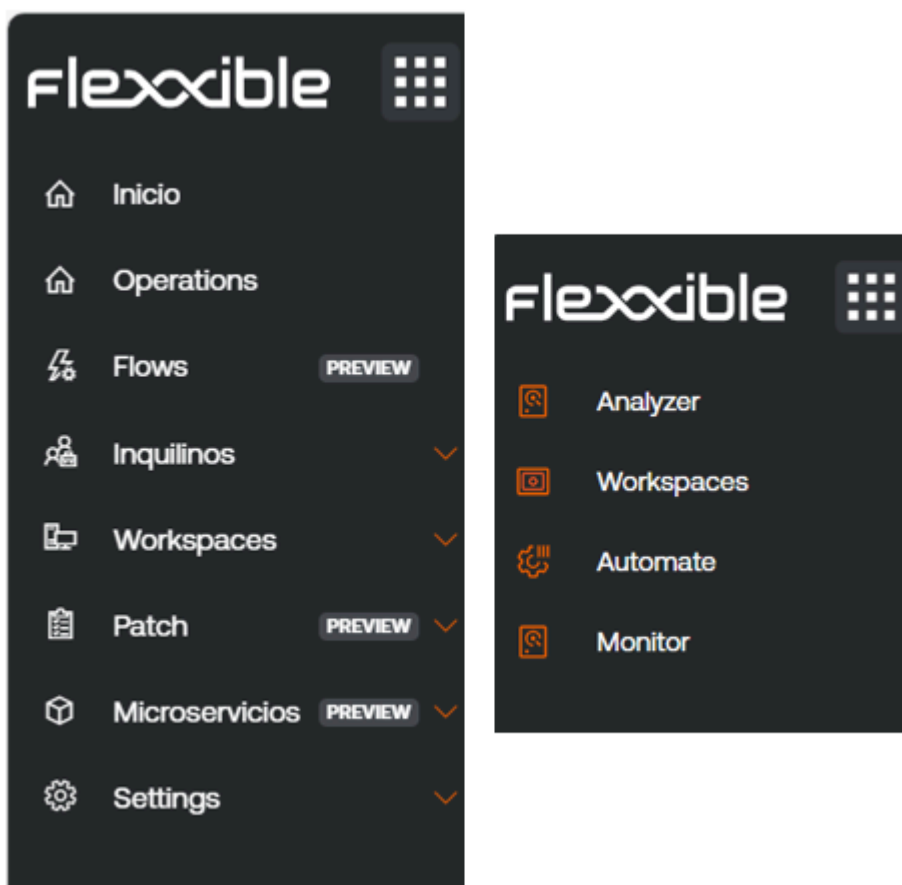 Flexxible
Inicio
Operations
Flows PREVIEW
Inquilinos
Workspaces
Patch PREVIEW
Microservicios PREVIEW
Settings
Flexxible
Analyzer
Workspaces
Automate
Monitor